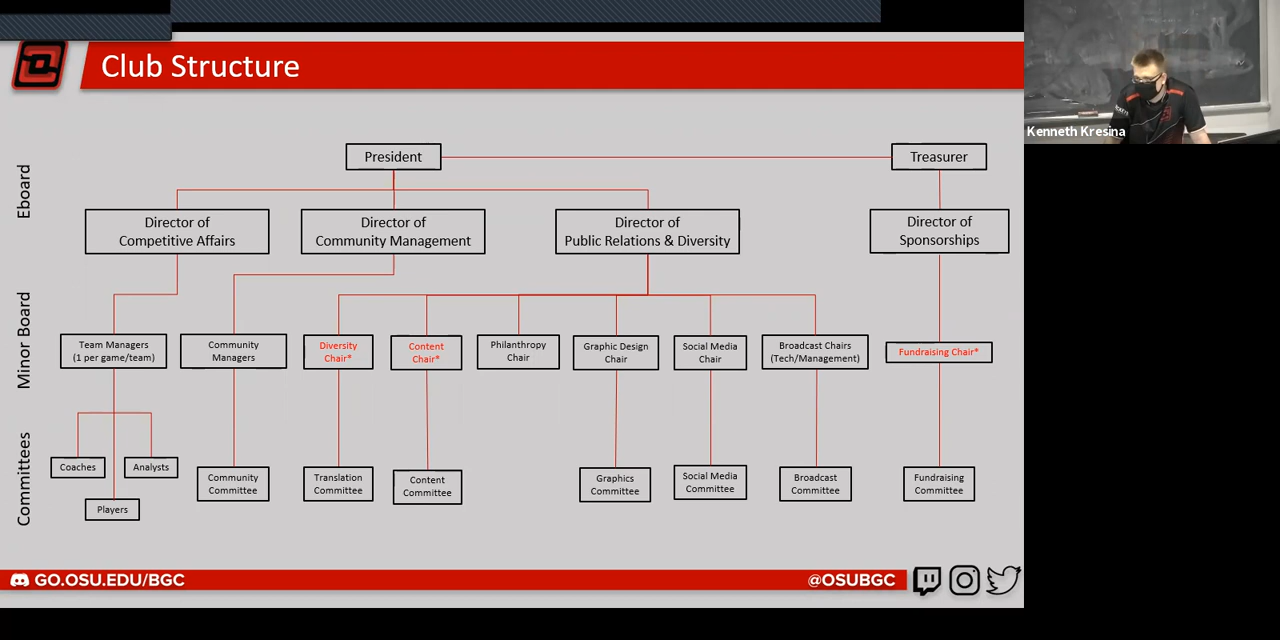 Club Structure
Kenneth Kresina
Eboard
President
Treasurer
Director of
Competitive Affairs
Director of
Community Management
Director of
Public Relations & Diversity
Director of
Sponsorships
Minor Board
Team Managers
(1 per game/team)
Community
Managers
Diversity
Chair*
Content
Chair*
Philanthropy
Chair
Graphic Design
Chair
Social Media
Chair
Broadcast Chairs
(Tech/Management)
Fundraising Chair*
Committees
Coaches
Analysts
Players
Community
Committee
Translation
Committee
Content
Committee
Graphics
Committee
Social Media
Committee
Broadcast
Committee
Fundraising
Committee
GO.OSU.EDU/BGC
@OSUBGC